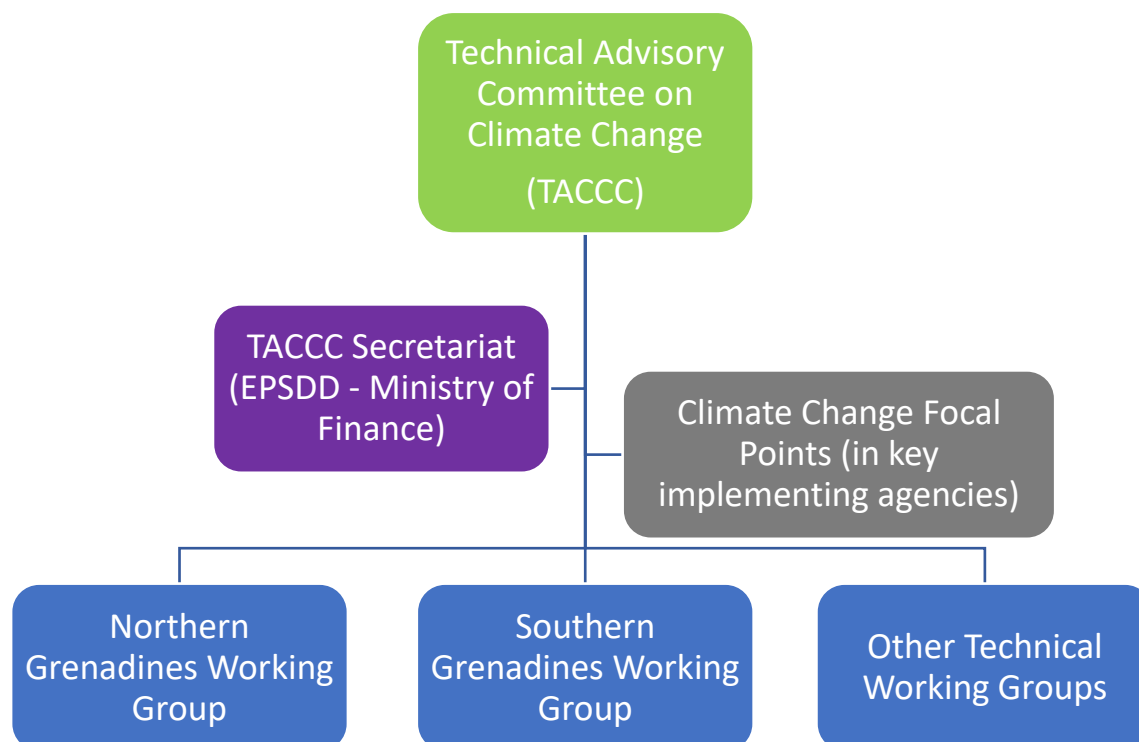 Technical Advisory
Committee on
Climate Change
(TACCC)
TACCC Secretariat
(EPSDD - Ministry of
Finance)
Climate Change Focal
Points (in key
implementing agencies)
Northern
Grenadines Working
Group
Southern
Grenadines Working
Group
Other Technical
Working Groups